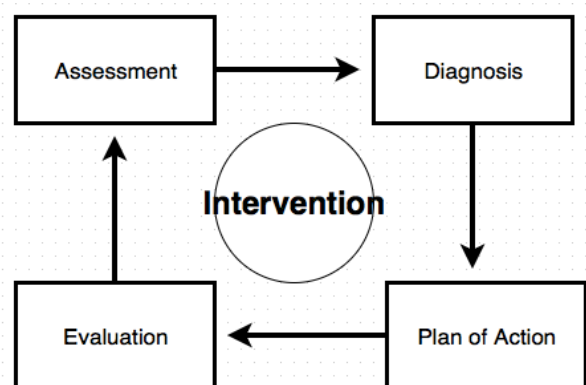 Assessment
Diagnosis
Intervention
Evaluation
Plan of Action